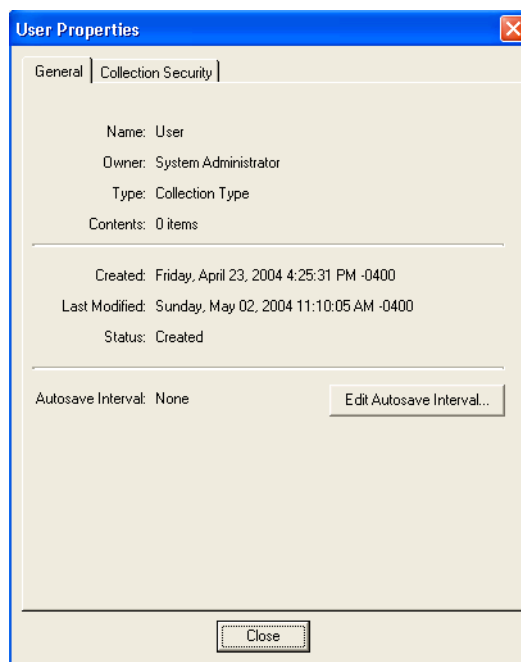 User Properties
General Collection Security
Name: User
Owner: System Administrator
Type: Collection Type
Contents: 0 items
Created: Friday, April 23, 2004 4:25:31 PM -0400
Last Modified: Sunday, May 02, 2004 11:10:05 AM -0400
Status: Created
Autosave Interval: None Edit Autosave Interval...
Close